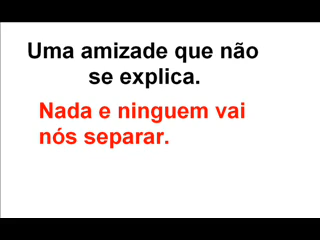 Uma amizade que não
se explica.
Nada e ninguem vai
nós separar.